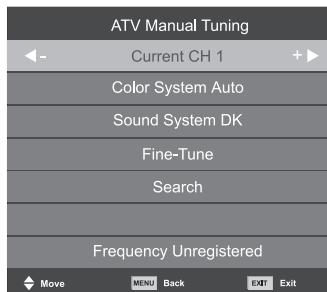 ATV Manual Tuning
- Current CH 1 +
Color System Auto
Sound System DK
Fine-Tune
Search
Frequency Unregistered
Move MENU Back EXIT Exit